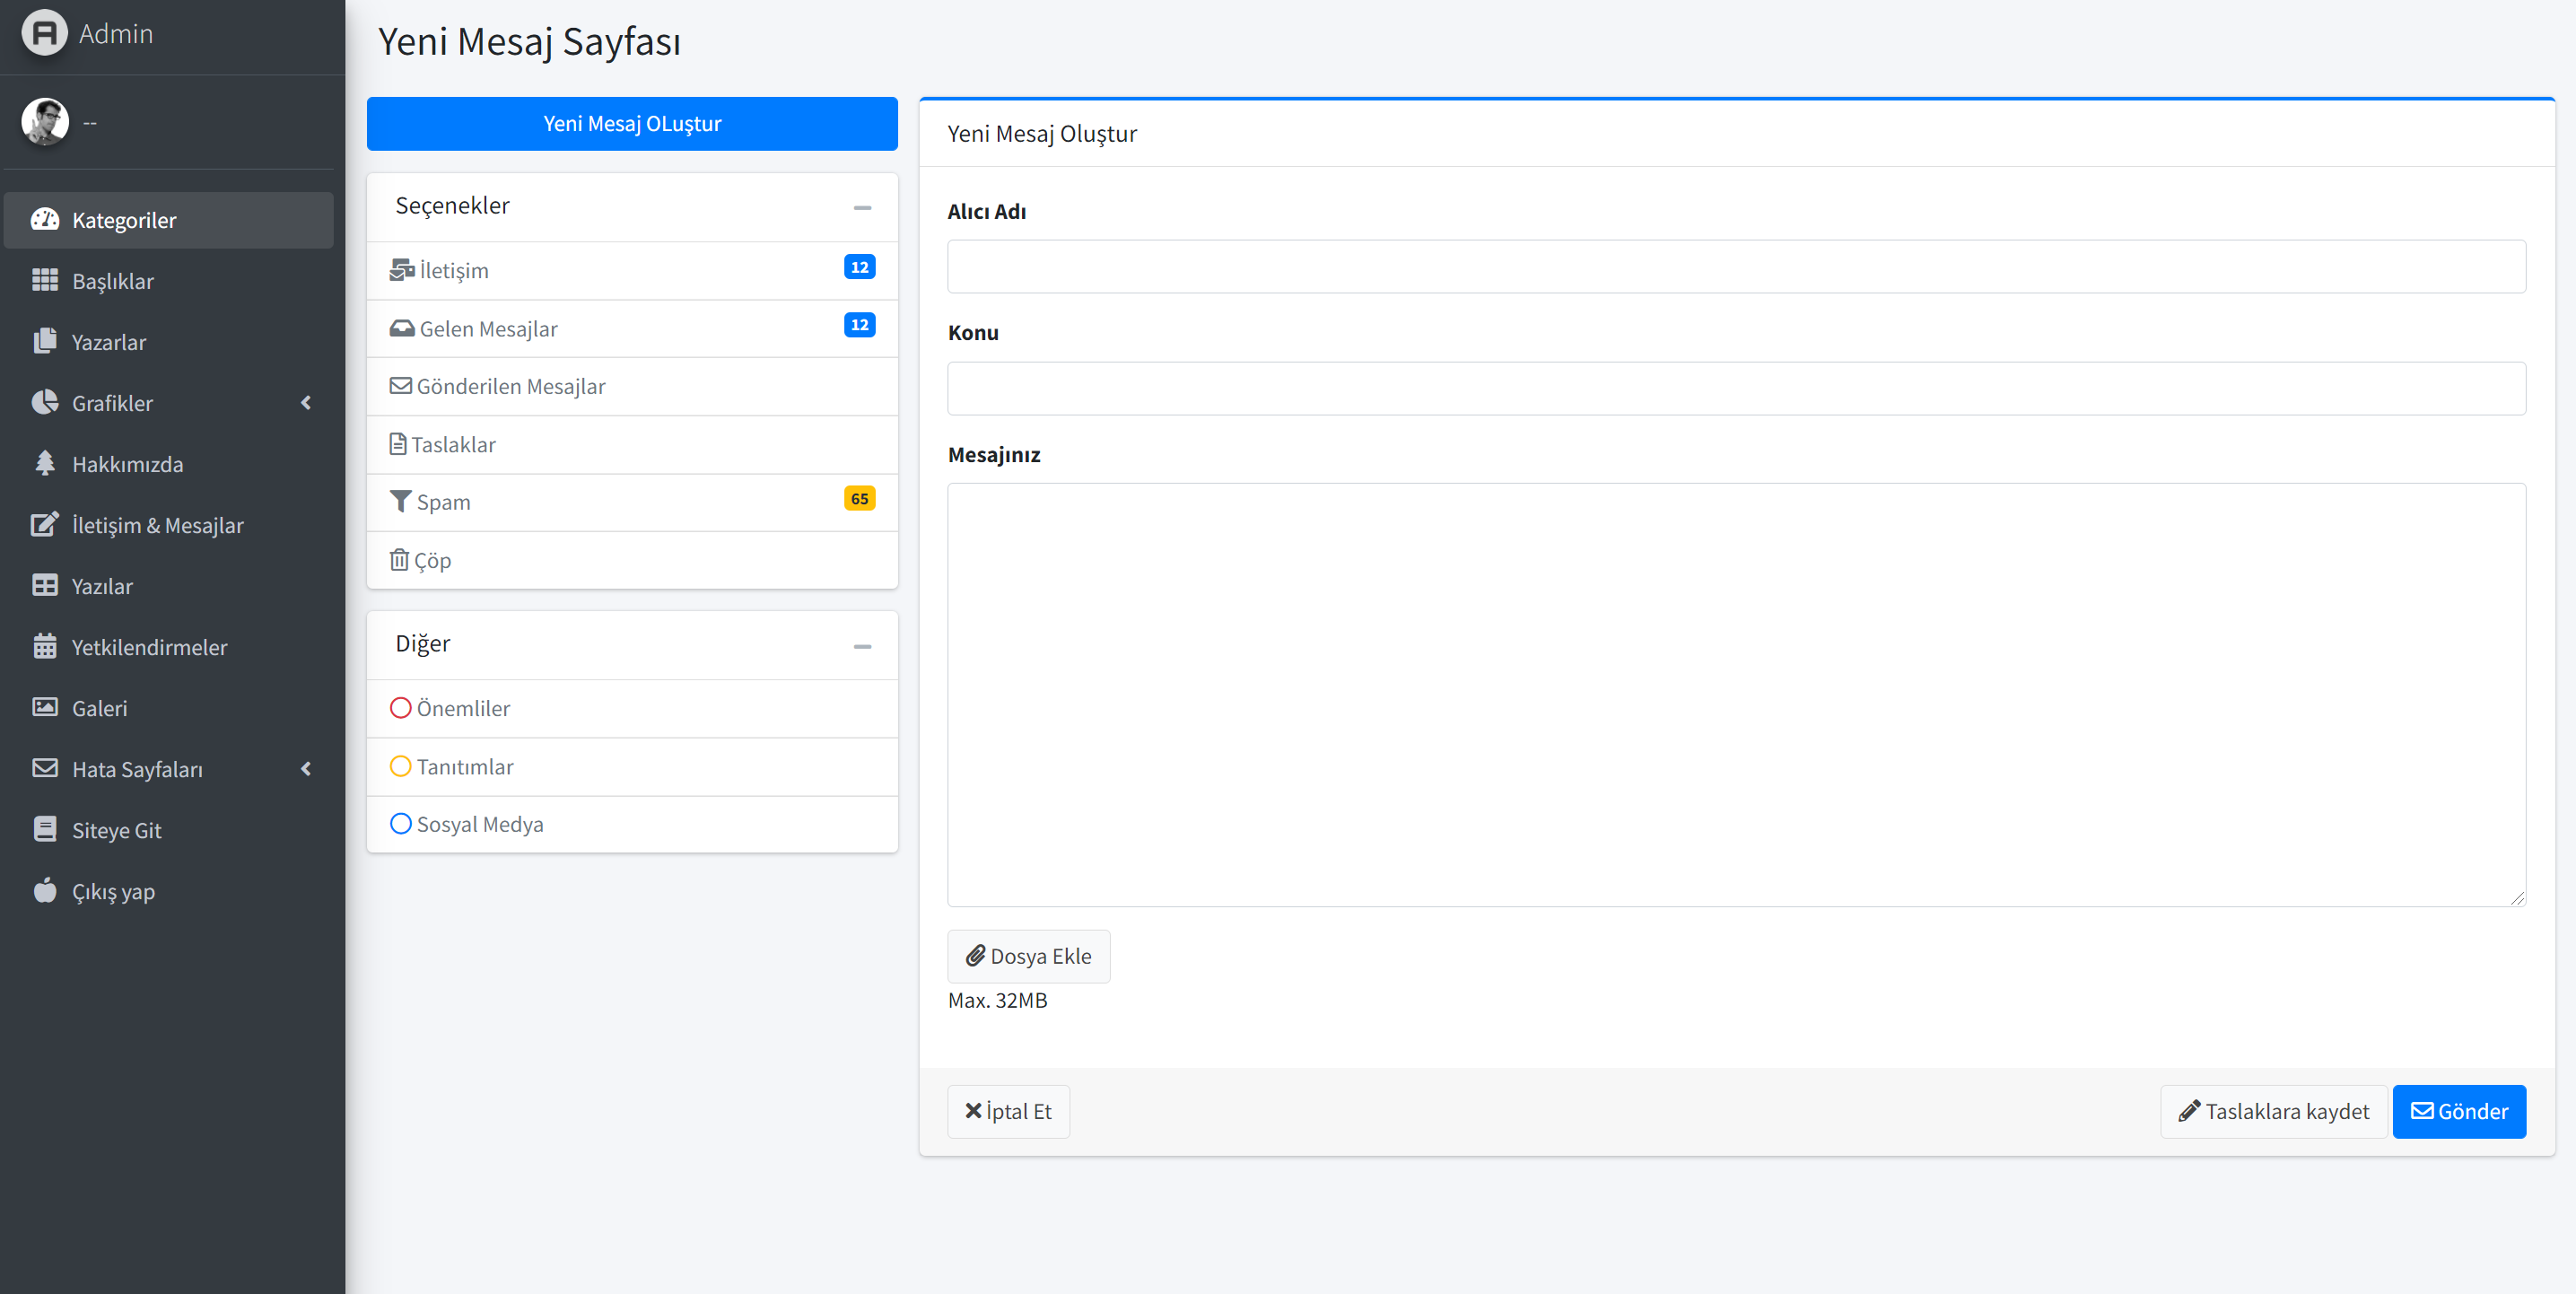 Admin
--
Kategoriler
Başlıklar
Yazarlar
Grafikler
Hakkımızda
İletişim & Mesajlar
Yazılar
Yetkilendirmeler
Galeri
Hata Sayfaları
Siteye Git
Çıkış yap
Yeni Mesaj Sayfası
Yeni Mesaj OLuştur
Seçenekler
İletişim 12
Gelen Mesajlar 12
Gönderilen Mesajlar
Taslaklar
Spam 65
Çöp
Diğer
Önemliler
Tanıtımlar
Sosyal Medya
Yeni Mesaj Oluştur
Alıcı Adı
Konu
Mesajınız
Dosya Ekle
Max. 32MB
İptal Et
Taslaklara kaydet
Gönder